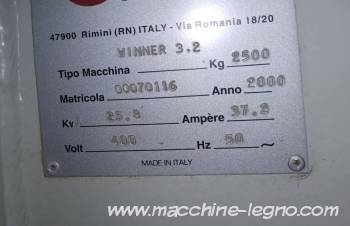 47900 Rimini (RN) ITALY - Via Romania 18/20
Tipo Macchina WINNER 3.2 Kg 2500
Matricola 00070116 Anno 2000
Kv 25,8 Ampère 37.2
Volt 400 Hz 50 ~
MADE IN ITALY
www.macchine-legno.com